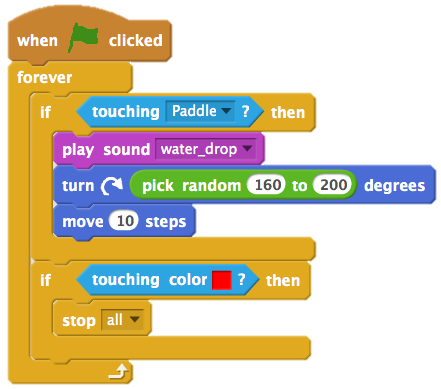 when clicked
forever
if touching Paddle ? then
play sound water_drop
turn pick random 160 to 200 degrees
move 10 steps
if touching color ? then
stop all